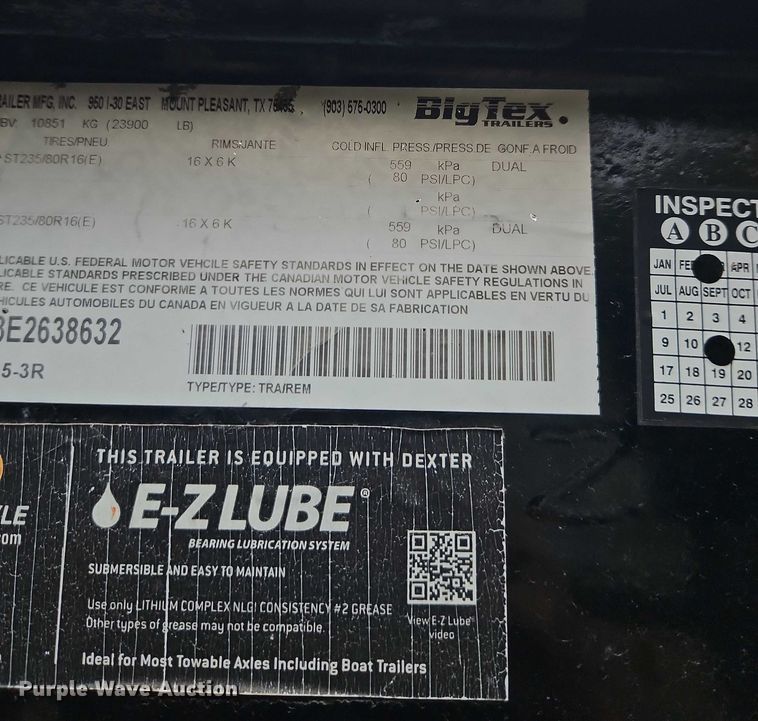 RAILER MFG, INC. 950 I-30 EAST MOUNT PLEASANT, TX (903) 575-0300 Big Tex
TRAILERS
10851 KG (23900 LB)
TIRES/PNEU. RIMS/JANTE COLD INFL. PRESS./PRESS.DE GONF.A FROID
ST235/80R16(E) 16 X 6 K 559 kPa DUAL
( 80 PSI/LPC)
kPa
( PSI/LPC)
ST235/80R16(E) 16 X 6 K 559 kPa DUAL
( 80 PSI/LPC)
LICABLE U.S. FEDERAL MOTOR VEHCILE SAFETY STANDARDS IN EFFECT ON THE DATE SHOWN ABOVE
LICABLE STANDARDS PRESCRIBED UNDER THE CANADIAN MOTOR VEHICLE SAFETY REGULATIONS IN
RE. CE VEHICULE EST CONFORME A TOUTES LES NORMES QUI LUI SONT APPLICABLES EN VERTU DU
HICULES AUTOMOBILES DU CANADA EN VIGUEUR A LA DATE DE SA FABRICATION
3E2638632
5-3R
TYPE/TYPE: TRA/REM
INSPECT
A B C
JAN FE APR
JUL AUG SEPT OCT
1 2 3 4
9 10 12
17 18 19 20
25 26 27 28
THIS TRAILER IS EQUIPPED WITH DEXTER
E-Z LUBE®
BEARING LUBRICATION SYSTEM
SUBMERSIBLE AND EASY TO MAINTAIN
Use only LITHIUM COMPLEX NLGI CONSISTENCY #2 GREASE
Other types of grease may not be compatible.
Ideal for Most Towable Axles Including Boat Trailers
View E-Z Lube®
video
XLE
com
Purple Wave Auction